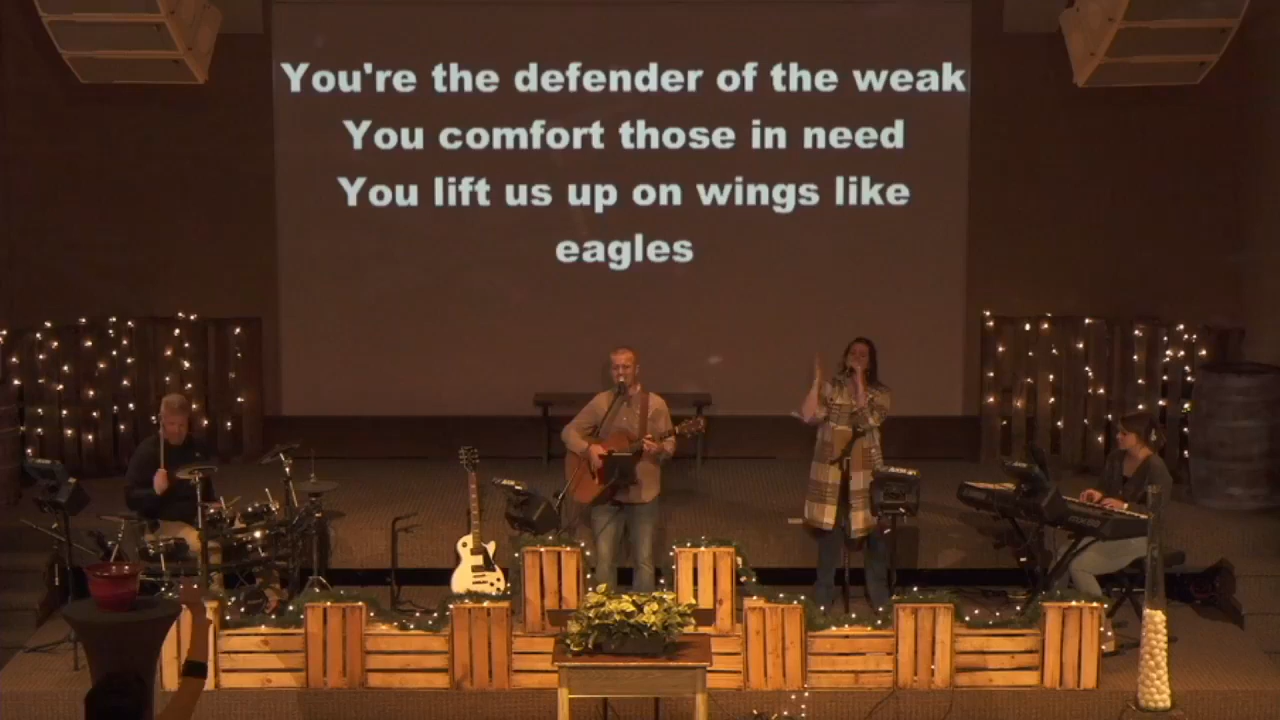 You're the defender of the weak
You comfort those in need
You lift us up on wings like
eagles